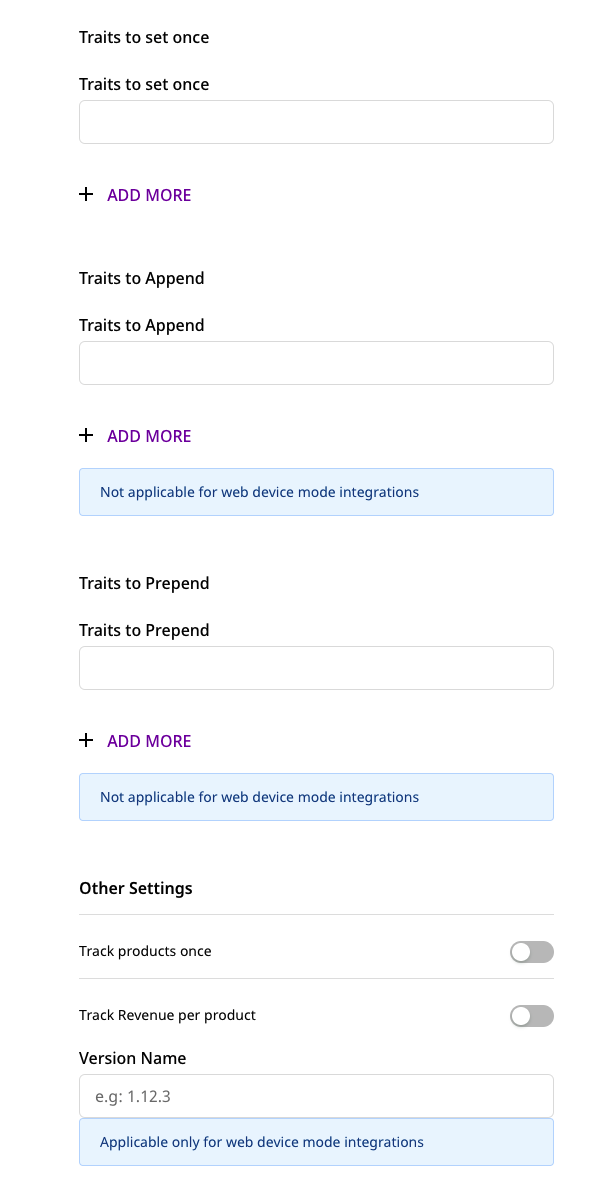 Traits to set once
Traits to set once
ADD MORE
Traits to Append
Traits to Append
ADD MORE
Not applicable for web device mode integrations
Traits to Prepend
Traits to Prepend
ADD MORE
Not applicable for web device mode integrations
Other Settings
Track products once
Track Revenue per product
Version Name
e.g: 1.12.3
Applicable only for web device mode integrations